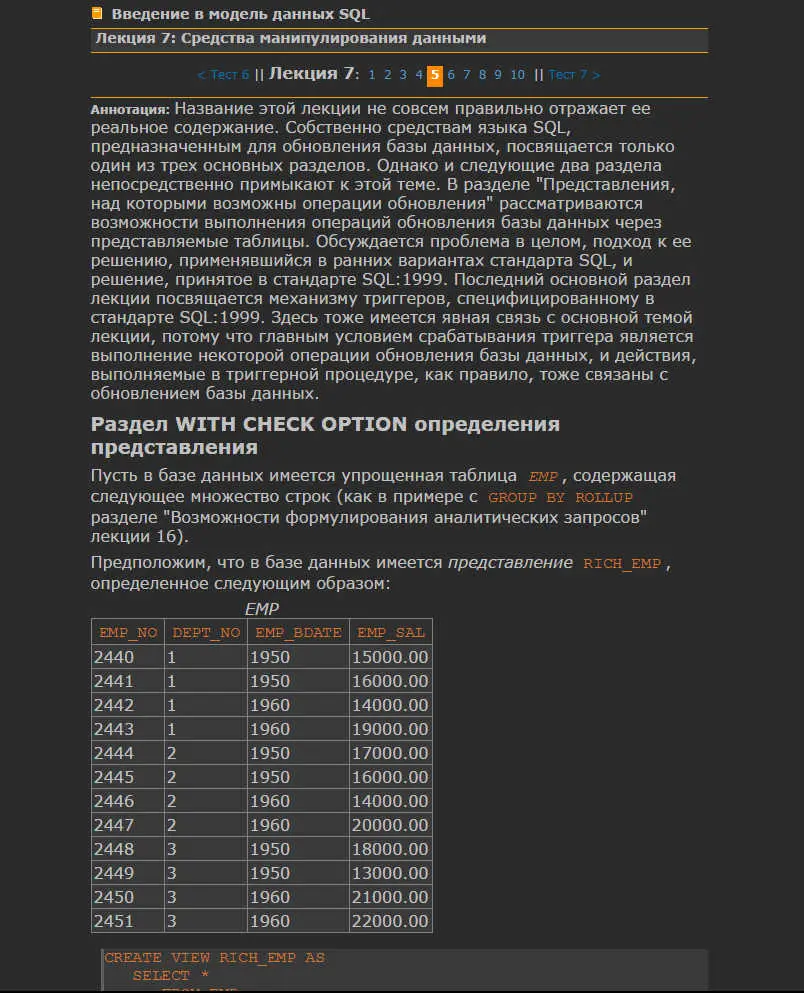 Введение в модель данных SQL
Лекция 7: Средства манипулирования данными
< Тест 6 || Лекция 7: 1 2 3 4 5 6 7 8 9 10 || Тест 7 >
Аннотация: Название этой лекции не совсем правильно отражает ее
реальное содержание. Собственно средствам языка SQL,
предназначенным для обновления базы данных, посвящается только
один из трех основных разделов. Однако и следующие два раздела
непосредственно примыкают к этой теме. В разделе "Представления,
над которыми возможны операции обновления" рассматриваются
возможности выполнения операций обновления базы данных через
представляемые таблицы. Обсуждается проблема в целом, подход к ее
решению, применявшийся в ранних вариантах стандарта SQL, и
решение, принятое в стандарте SQL:1999. Последний основной раздел
лекции посвящается механизму триггеров, специфицированному в
стандарте SQL:1999. Здесь тоже имеется явная связь с основной темой
лекции, потому что главным условием срабатывания триггера является
выполнение некоторой операции обновления базы данных, и действия,
выполняемые в триггерной процедуре, как правило, тоже связаны с
обновлением базы данных.
Раздел WITH CHECK OPTION определения
представления
Пусть в базе данных имеется упрощенная таблица EMP, содержащая
следующее множество строк (как в примере с GROUP BY ROLLUP
разделе "Возможности формулирования аналитических запросов"
лекции 16).
Предположим, что в базе данных имеется представление RICH_EMP,
определенное следующим образом:
EMP
EMP_NO DEPT_NO EMP_BDATE EMP_SAL
2440 1 1950 15000.00
2441 1 1950 16000.00
2442 1 1960 14000.00
2443 1 1960 19000.00
2444 2 1950 17000.00
2445 2 1950 16000.00
2446 2 1960 14000.00
2447 2 1960 20000.00
2448 3 1950 18000.00
2449 3 1950 13000.00
2450 3 1960 21000.00
2451 3 1960 22000.00
CREATE VIEW RICH_EMP AS
SELECT *
FROM EMP